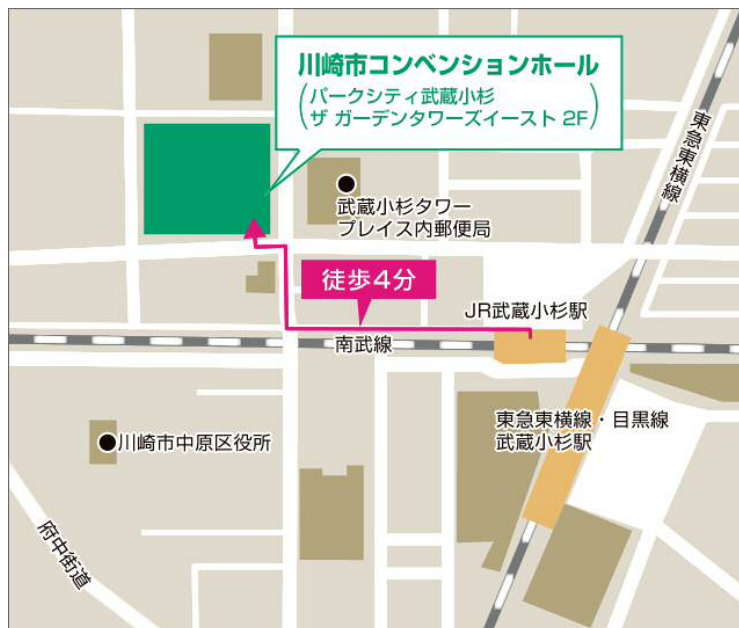 川崎市コンベンションホール
(パークシティ武蔵小杉
ザ ガーデンタワーズイースト 2F)
東急東横線
武蔵小杉タワー
プレイス内郵便局
徒歩4分
JR武蔵小杉駅
南武線
東急東横線・目黒線
武蔵小杉駅
川崎市中原区役所
府中街道